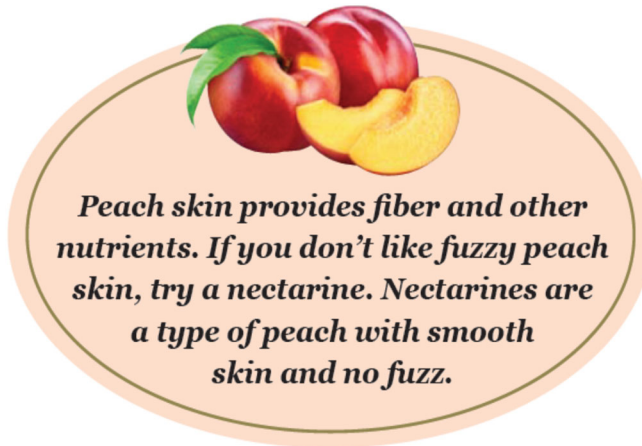 Peach skin provides fiber and other
nutrients. If you don’t like fuzzy peach
skin, try a nectarine. Nectarines are
a type of peach with smooth
skin and no fuzz.